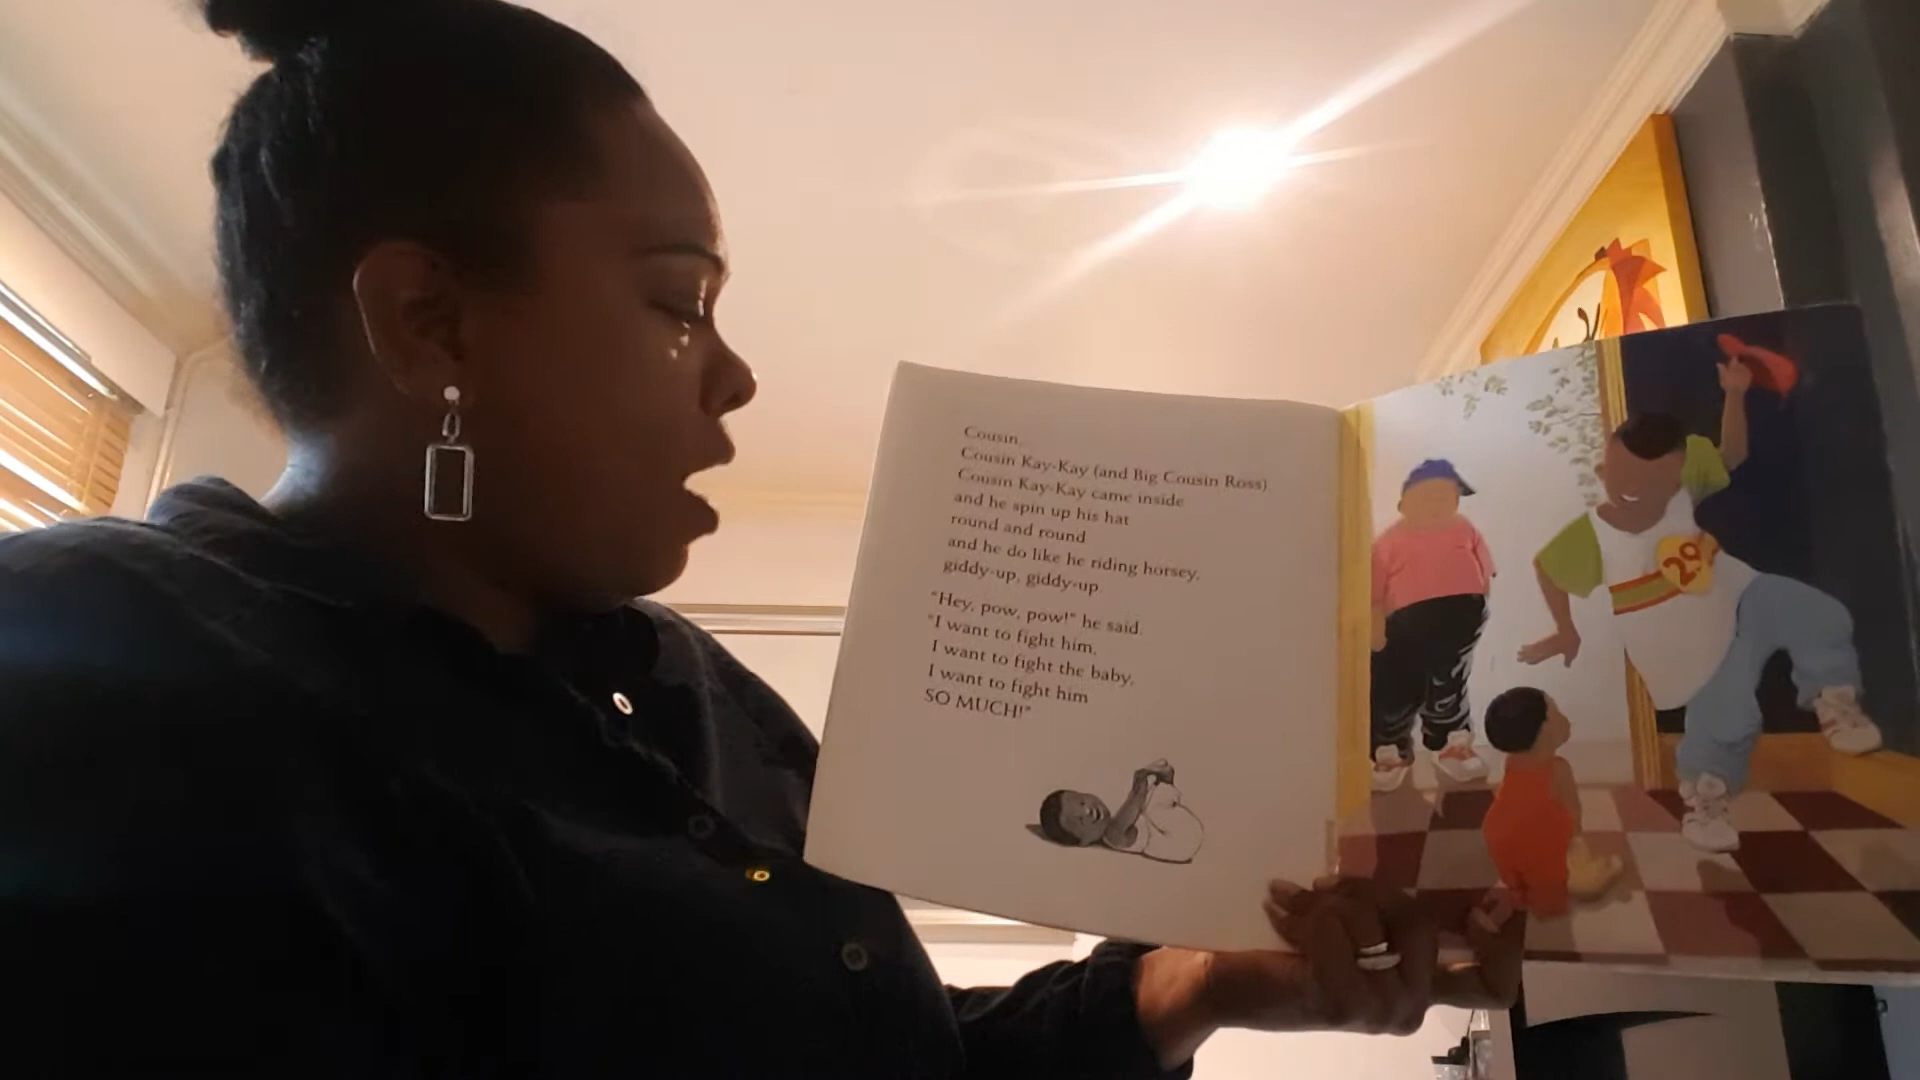 Cousin,
Cousin Kay-Kay (and Big Cousin Ross)
Cousin Kay-Kay came inside
and he spin up his hat
round and round
and he do like he riding horsey,
giddy-up, giddy-up.
"Hey, pow, pow!" he said.
"I want to fight him,
I want to fight the baby,
I want to fight him
SO MUCH!"
29